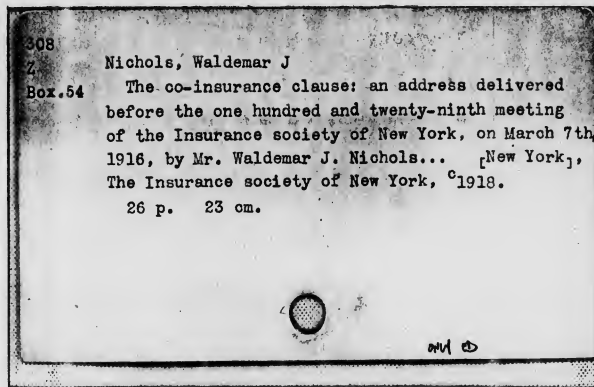 308
Z
Box.54
Nichols, Waldemar J
The co-insurance clause: an address delivered
before the one hundred and twenty-ninth meeting
of the Insurance society of New York, on March 7th,
1916, by Mr. Waldemar J. Nichols... [New York],
The Insurance society of New York, c1918.
26 p. 23 cm.